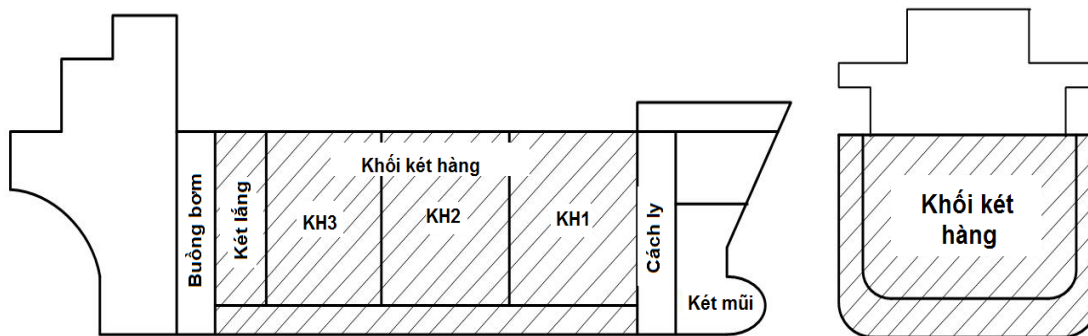 Buồng bơm
Két lắng
Khối két hàng
KH3
KH2
KH1
Cách ly
Két mũi
Khối két
hàng